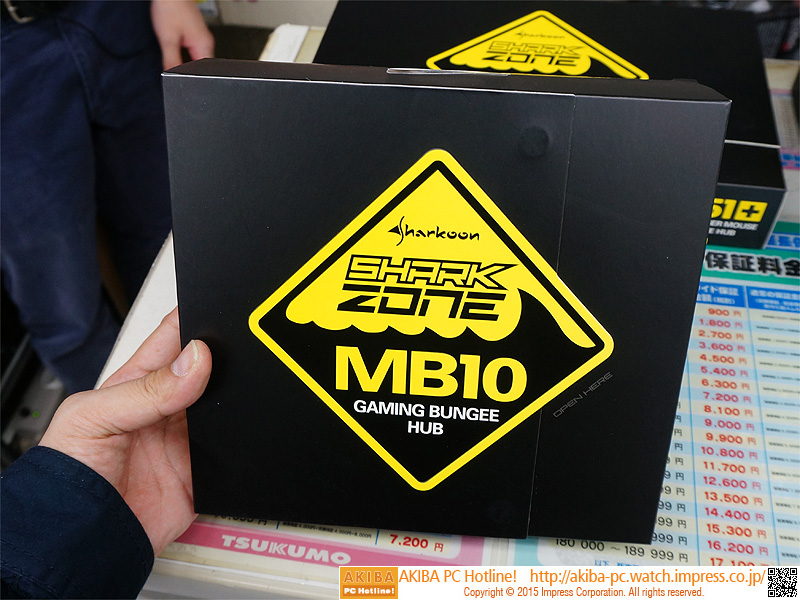 Sharkoon
SHARK
ZONE
Sharkoon
SHARK
ZONE
MB10
GAMING BUNGEE
HUB
OPEN HERE
51+
ER MOUSE
HUB
保証料金
900 円
1,800 円
2,700 円
3,600 円
4,500 円
5,400 円
6,300 円
7,200 円
8,100 円
9,000 円
9,900 円
10,800 円
11,700 円
12,600 円
13,500 円
14,400 円
15,300 円
16,200 円
17,100 円
180 000 ~ 189 999 円
7,200 円
TSUKUMO
AKIBA
PC Hotline!
AKIBA PC Hotline! http://akiba-pc.watch.impress.co.jp/
Copyright © 2015 Impress Corporation. All rights reserved.